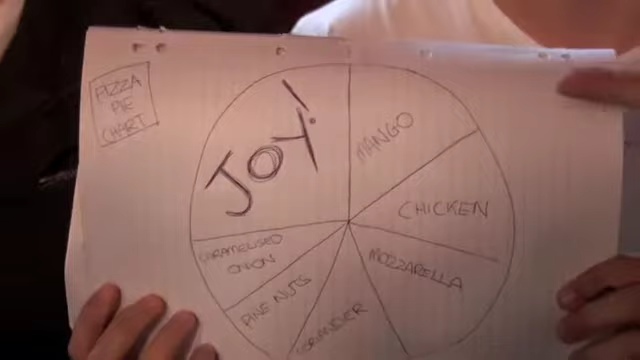 PIZZA
PIE
CHART
JOY!
MANGO
CHICKEN
MOZZARELLA
CORIANDER
PINE NUTS
CARAMELISED
ONION